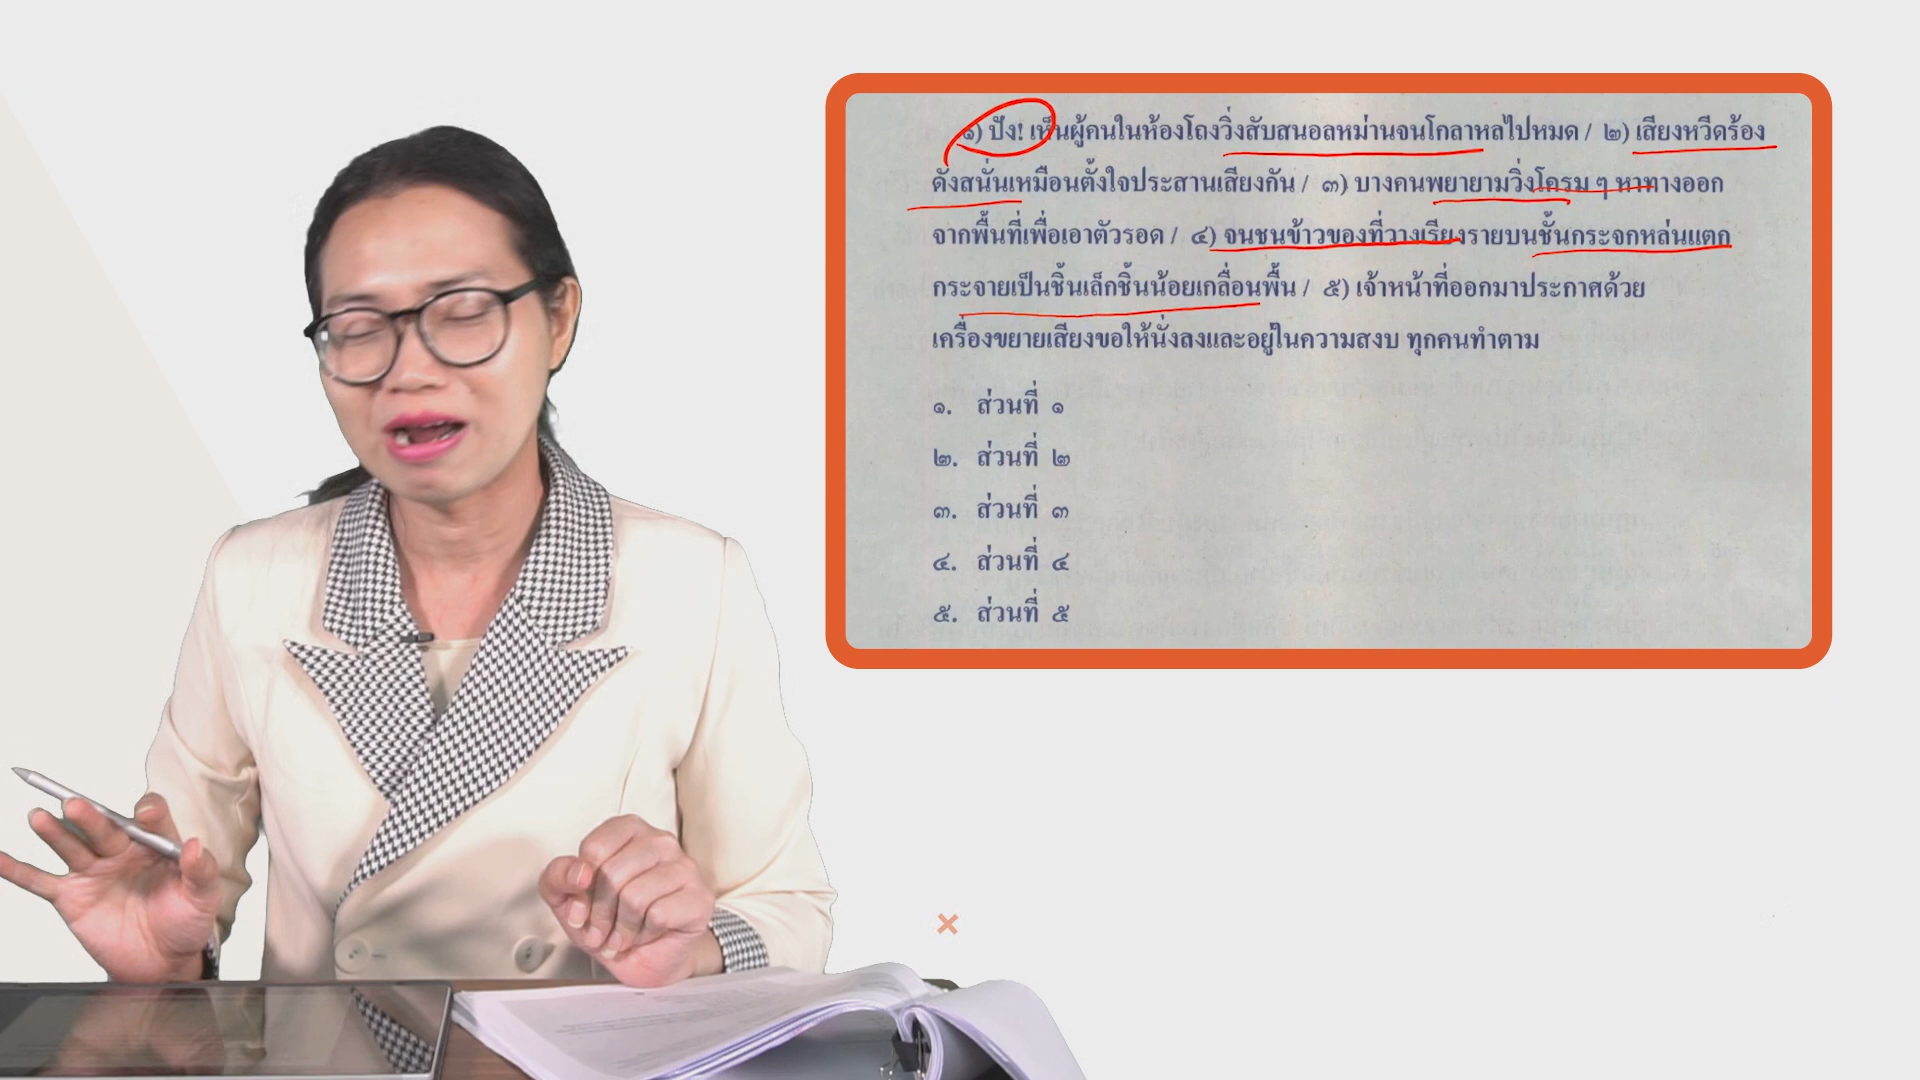 ๑) ปัง! เห็นผู้คนในห้องโถงวิ่งสับสนอลหม่านจนโกลาหลไปหมด / ๒) เสียงหวีดร้อง
ดังสนั่นเหมือนตั้งใจประสานเสียงกัน / ๓) บางคนพยายามวิ่งโครม ๆ หาทางออก
จากพื้นที่เพื่อเอาตัวรอด / ๔) จนชนข้าวของที่วางเรียงรายบนชั้นกระจกหล่นแตก
กระจายเป็นชิ้นเล็กชิ้นน้อยเกลื่อนพื้น / ๕) เจ้าหน้าที่ออกมาประกาศด้วย
เครื่องขยายเสียงขอให้นั่งลงและอยู่ในความสงบ ทุกคนทำตาม
๑. ส่วนที่ ๑
๒. ส่วนที่ ๒
๓. ส่วนที่ ๓
๔. ส่วนที่ ๔
๕. ส่วนที่ ๕